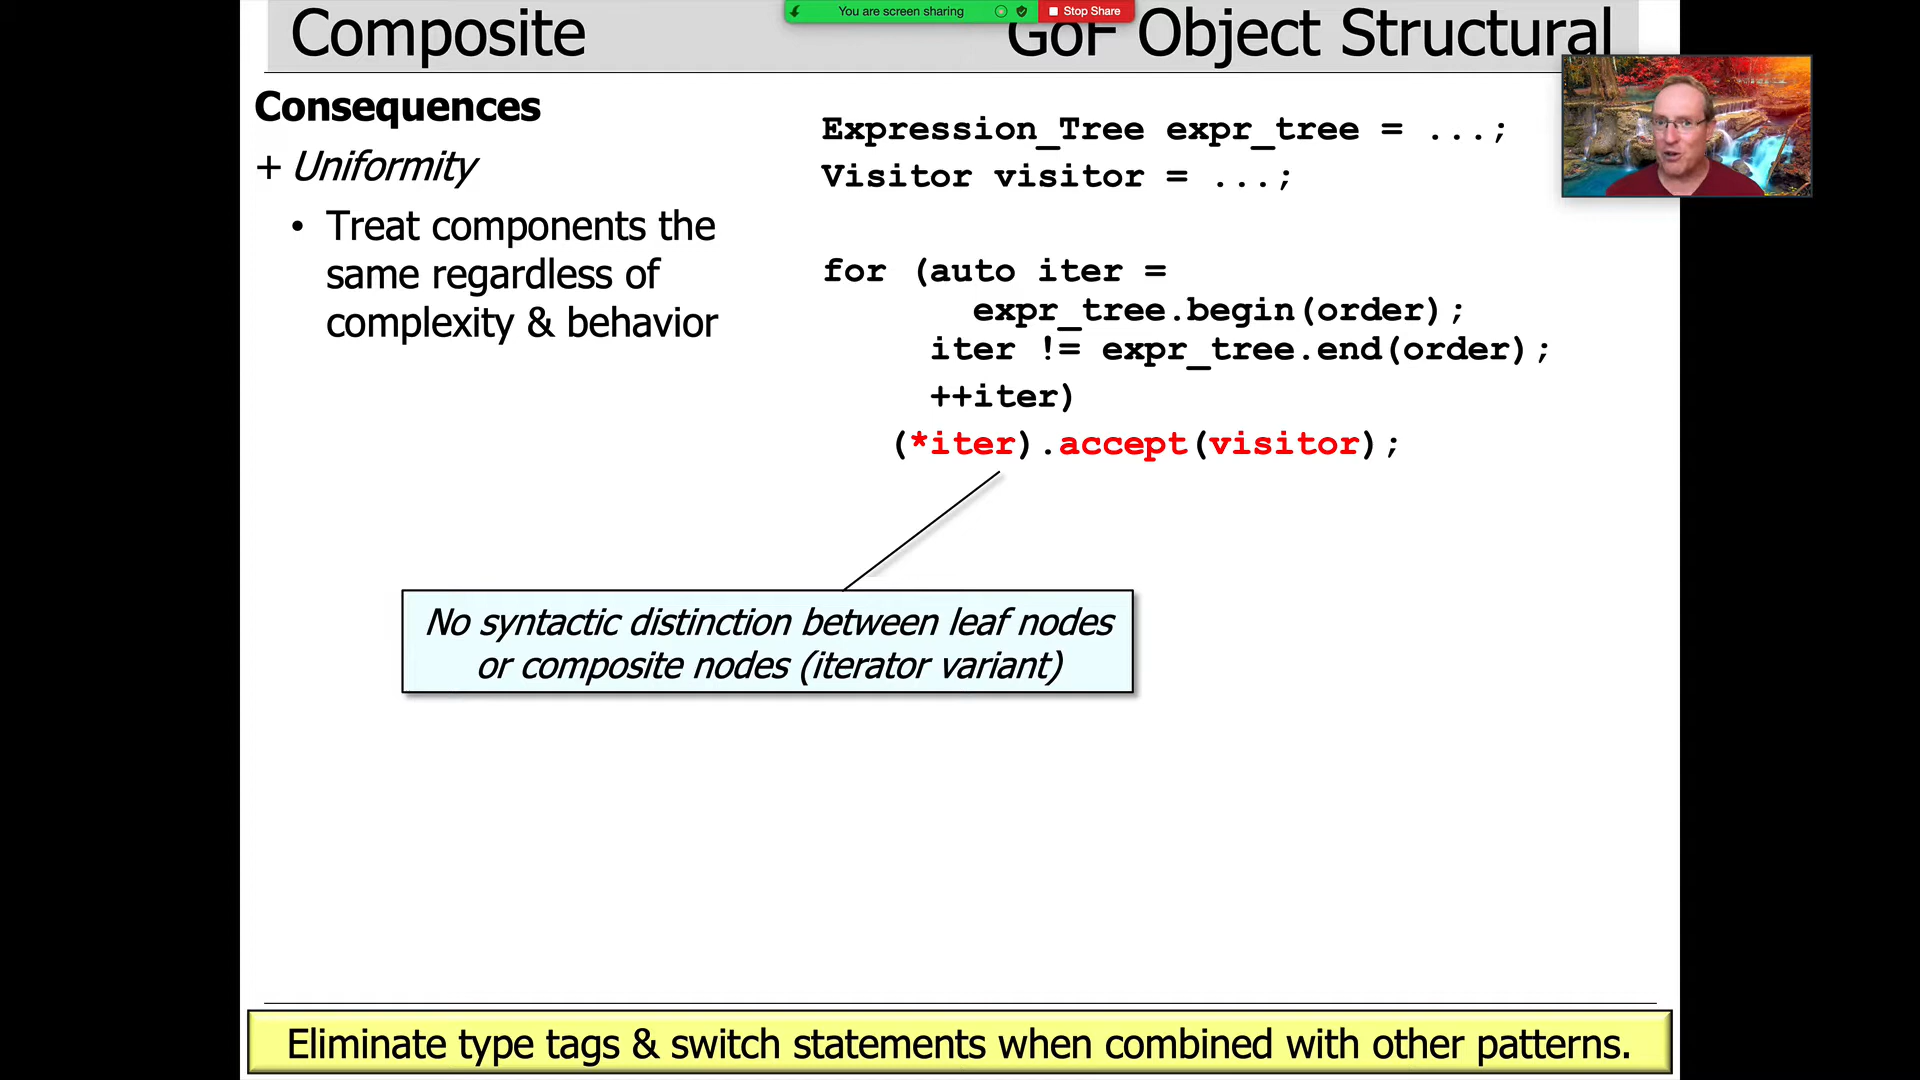 You are screen sharing Stop Share
Composite GoF Object Structural
Consequences
+ Uniformity
• Treat components the
same regardless of
complexity & behavior
Expression_Tree expr_tree = ...;
Visitor visitor = ...;
for (auto iter =
expr_tree.begin(order);
iter != expr_tree.end(order);
++iter)
(*iter).accept(visitor);
No syntactic distinction between leaf nodes
or composite nodes (iterator variant)
Eliminate type tags & switch statements when combined with other patterns.